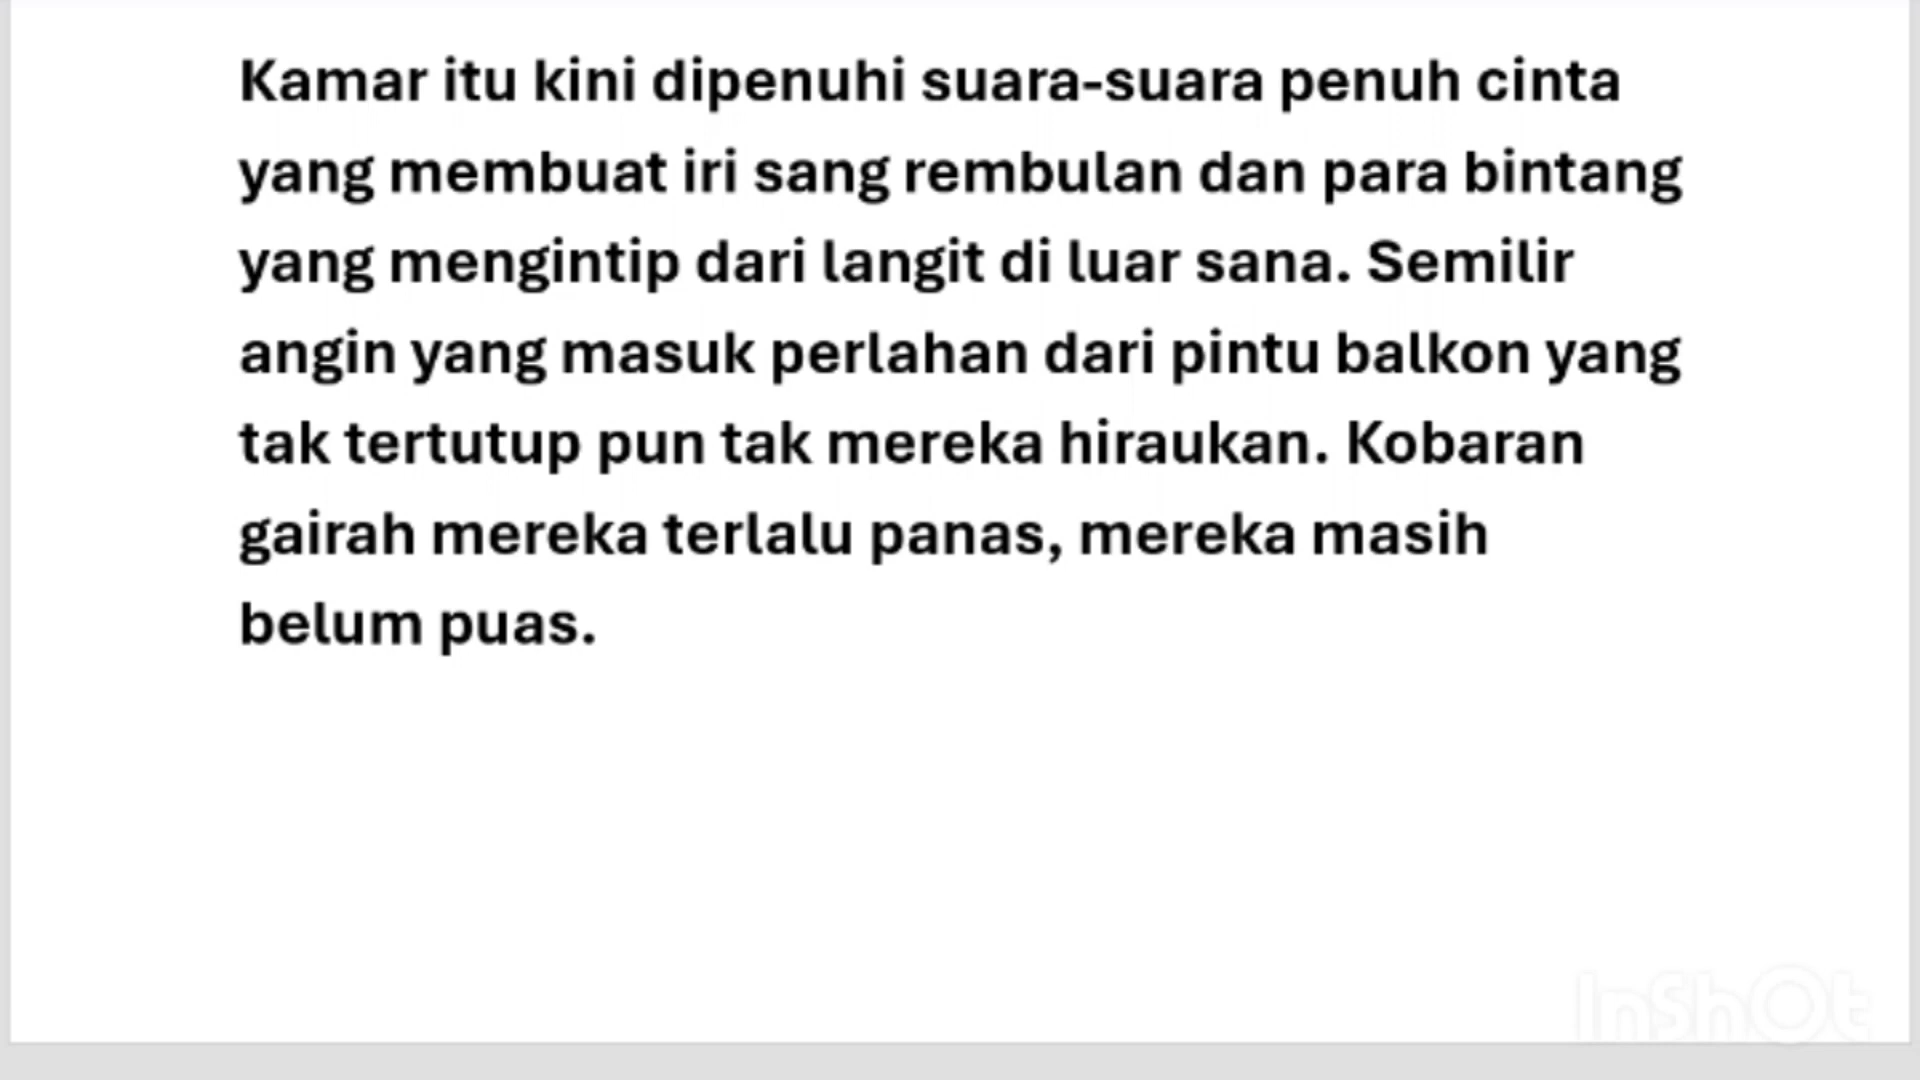 Kamar itu kini dipenuhi suara-suara penuh cinta
yang membuat iri sang rembulan dan para bintang
yang mengintip dari langit di luar sana. Semilir
angin yang masuk perlahan dari pintu balkon yang
tak tertutup pun tak mereka hiraukan. Kobaran
gairah mereka terlalu panas, mereka masih
belum puas.
InShOt